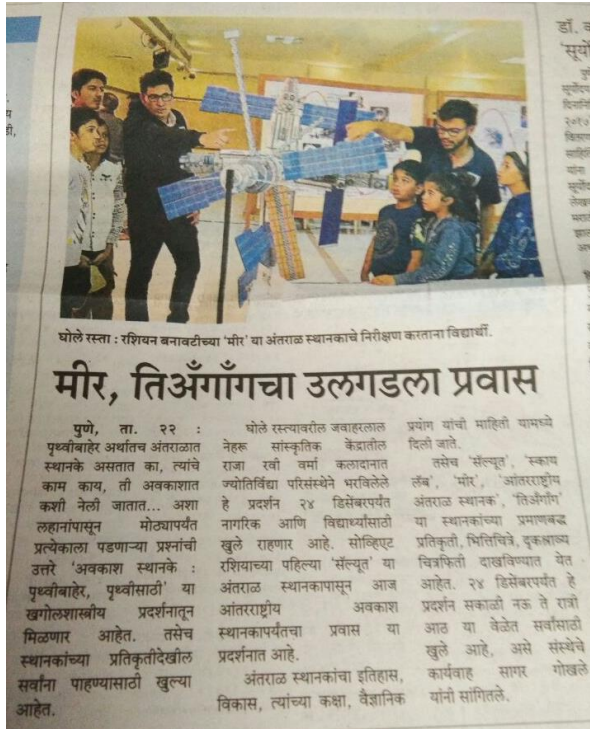 घोले रस्ता : रशियन बनावटीच्या 'मीर' या अंतराळ स्थानकाचे निरीक्षण करताना विद्यार्थी.
मीर, तिअँगाँगचा उलगडला प्रवास
पुणे, ता. २२ :
पृथ्वीबाहेर अर्थातच अंतराळात
स्थानके असतात का, त्यांचे
काम काय, ती अवकाशात
कशी नेली जातात... अशा
लहानांपासून मोठ्यापर्यंत
प्रत्येकाला पडणाऱ्या प्रश्नांची
उत्तरे 'अवकाश स्थानके :
पृथ्वीबाहेर, पृथ्वीसाठी' या
खगोलशास्त्रीय प्रदर्शनातून
मिळणार आहेत. तसेच
स्थानकांच्या प्रतिकृतीदेखील
सर्वांना पाहण्यासाठी खुल्या
आहेत.
घोले रस्त्यावरील जवाहरलाल
नेहरू सांस्कृतिक केंद्रातील
राजा रवी वर्मा कलादानात
ज्योतिर्विद्या परिसंस्थेने भरविलेले
हे प्रदर्शन २४ डिसेंबरपर्यंत
नागरिक आणि विद्यार्थ्यांसाठी
खुले राहणार आहे. सोव्हिएट
रशियाच्या पहिल्या 'सॅल्यूत' या
अंतराळ स्थानकापासून आज
आंतरराष्ट्रीय अवकाश
स्थानकापर्यंतचा प्रवास या
प्रदर्शनात आहे.
अंतराळ स्थानकांचा इतिहास,
विकास, त्यांच्या कक्षा, वैज्ञानिक
प्रयोग यांची माहिती यामध्ये
दिली जाते.
तसेच 'सॅल्यूत', 'स्काय
लॅब', 'मीर', 'आंतरराष्ट्रीय
अंतराळ स्थानक', 'तिअँगाँग'
या स्थानकांच्या प्रमाणबद्ध
प्रतिकृती, भित्तिचित्रे, दृकश्राव्य
चित्रफिती दाखविण्यात येत
आहेत. २४ डिसेंबरपर्यंत हे
प्रदर्शन सकाळी नऊ ते रात्री
आठ या वेळेत सर्वांसाठी
खुले आहे, असे संस्थेचे
कार्यवाह सागर गोखले
यांनी सांगितले.
डॉ.
पुणे
२०१७
यांना